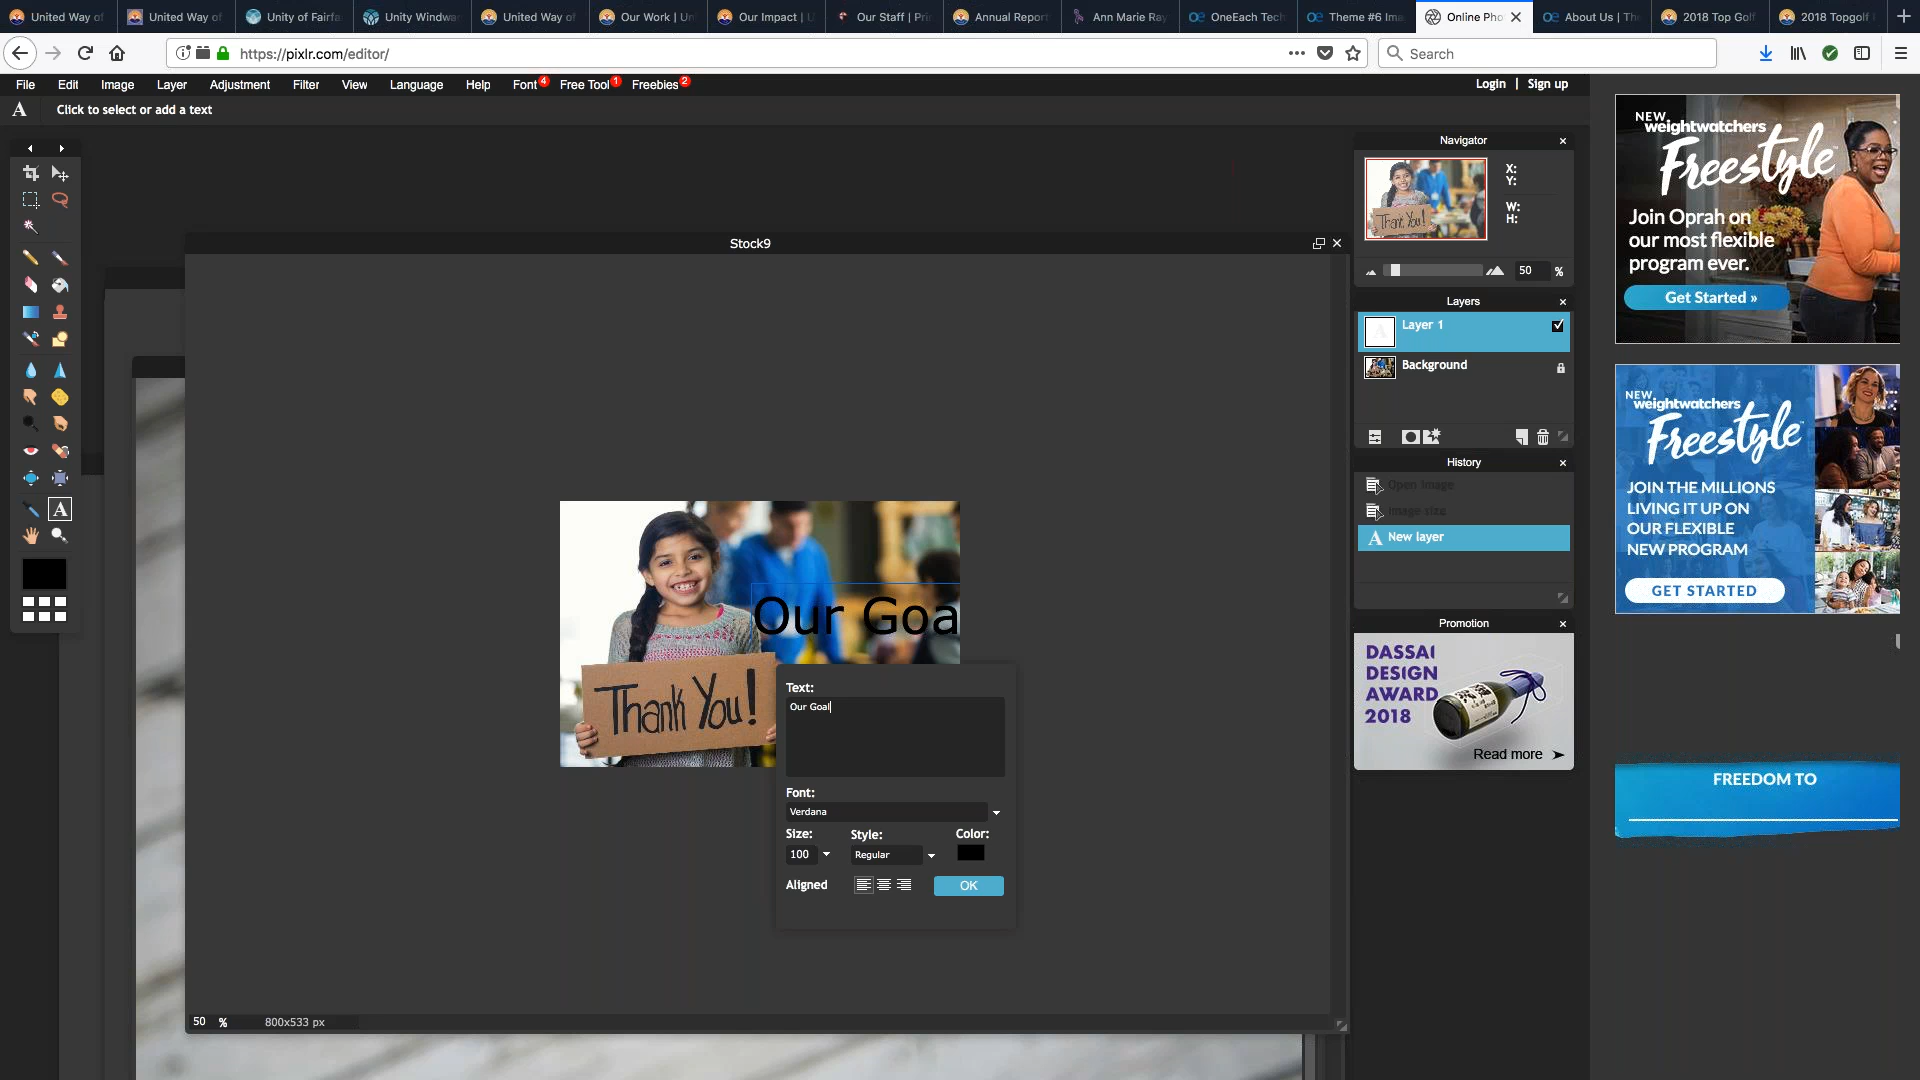 United Way of
United Way of
Unity of Fairfa
Unity Windwa
United Way of
Our Work | Un
Our Impact | U
Our Staff | Pri
Annual Report
Ann Marie Ray
OneEach Tech
Theme #6 Ima
Online Pho
About Us | The
2018 Top Golf
2018 Topgolf
https://pixlr.com/editor/
Search
File Edit Image Layer Adjustment Filter View Language Help Font 4 Free Tool 1 Freebies 2
Login | Sign up
A Click to select or add a text
Stock9
Our Goa
Thank You!
Text:
Our Goal
Font:
Verdana
Size: Style: Color:
100 Regular
Aligned OK
50 % 800x533 px
Navigator
Thank You!
X:
Y:
W:
H:
50 %
Layers
Layer 1
Background
History
Open image
Image size
A New layer
Promotion
DASSAI
DESIGN
AWARD
2018
Read more
NEW
weightwatchers
Freestyle™
Join Oprah on
our most flexible
program ever.
Get Started »
NEW
weightwatchers
Freestyle™
JOIN THE MILLIONS
LIVING IT UP ON
OUR FLEXIBLE
NEW PROGRAM
GET STARTED
FREEDOM TO